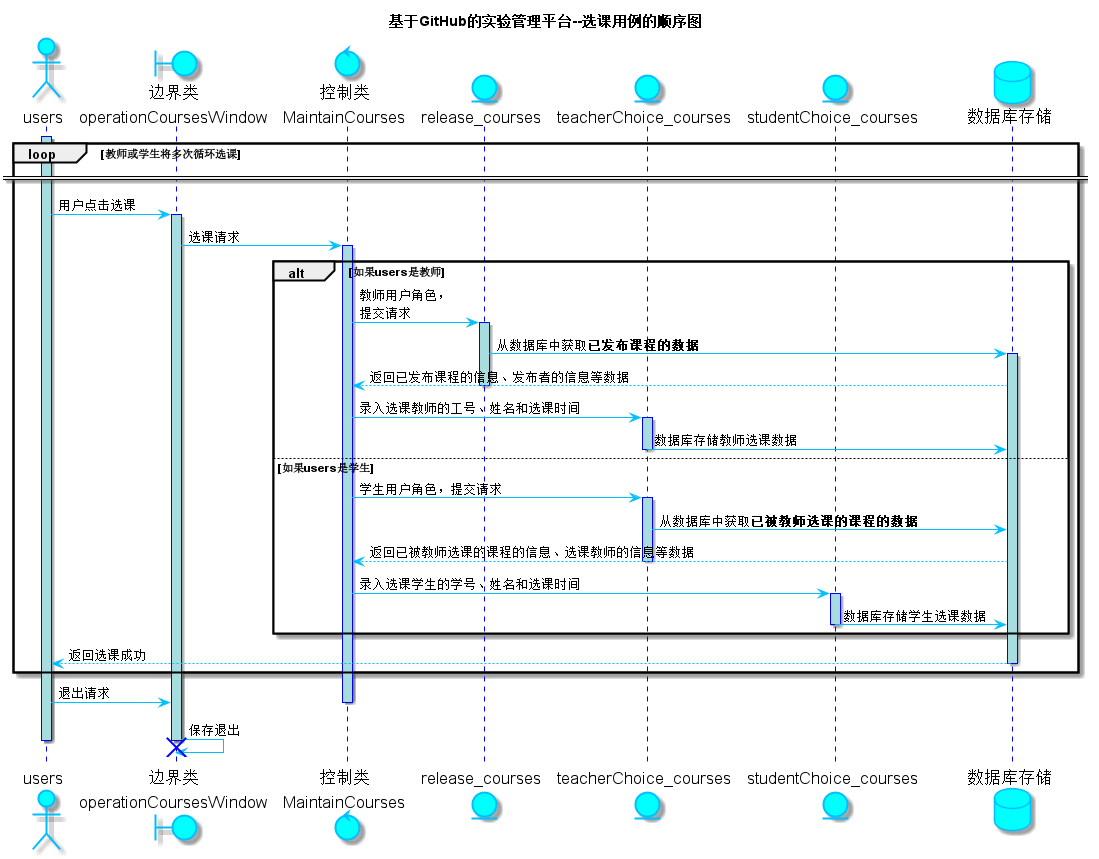 基于GitHub的实验管理平台--选课用例的顺序图
users
边界类
operationCoursesWindow
控制类
MaintainCourses
release_courses
teacherChoice_courses
studentChoice_courses
数据库存储
loop
[教师或学生将多次循环选课]
用户点击选课
选课请求
alt
[如果users是教师]
教师用户角色，
提交请求
从数据库中获取已发布课程的数据
返回已发布课程的信息、发布者的信息等数据
录入选课教师的工号、姓名和选课时间
数据库存储教师选课数据
[如果users是学生]
学生用户角色，提交请求
从数据库中获取已被教师选课的课程的数据
返回已被教师选课的课程的信息、选课教师的信息等数据
录入选课学生的学号、姓名和选课时间
数据库存储学生选课数据
返回选课成功
退出请求
保存退出
users
边界类
operationCoursesWindow
控制类
MaintainCourses
release_courses
teacherChoice_courses
studentChoice_courses
数据库存储